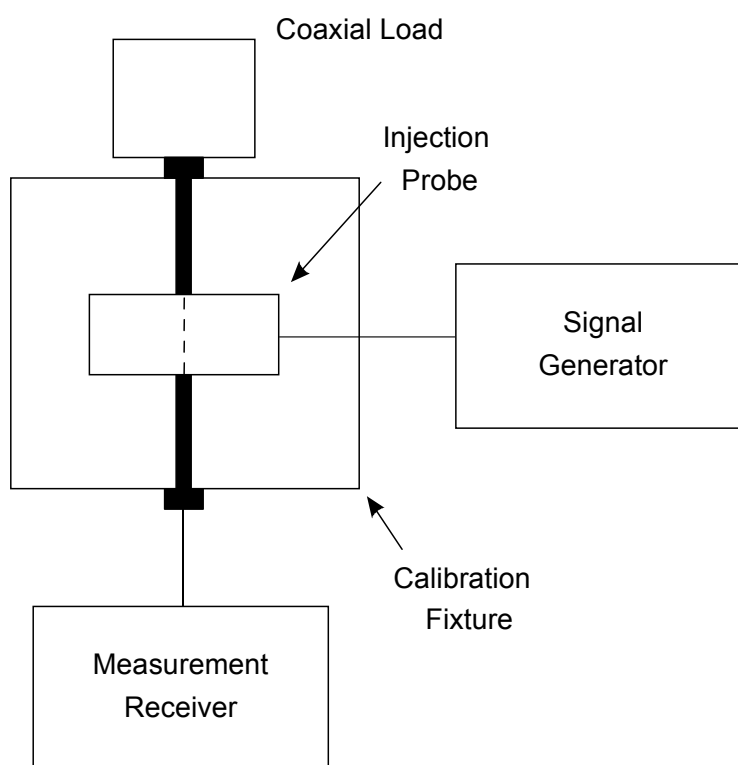 Coaxial Load
Injection
Probe
Signal
Generator
Calibration
Fixture
Measurement
Receiver